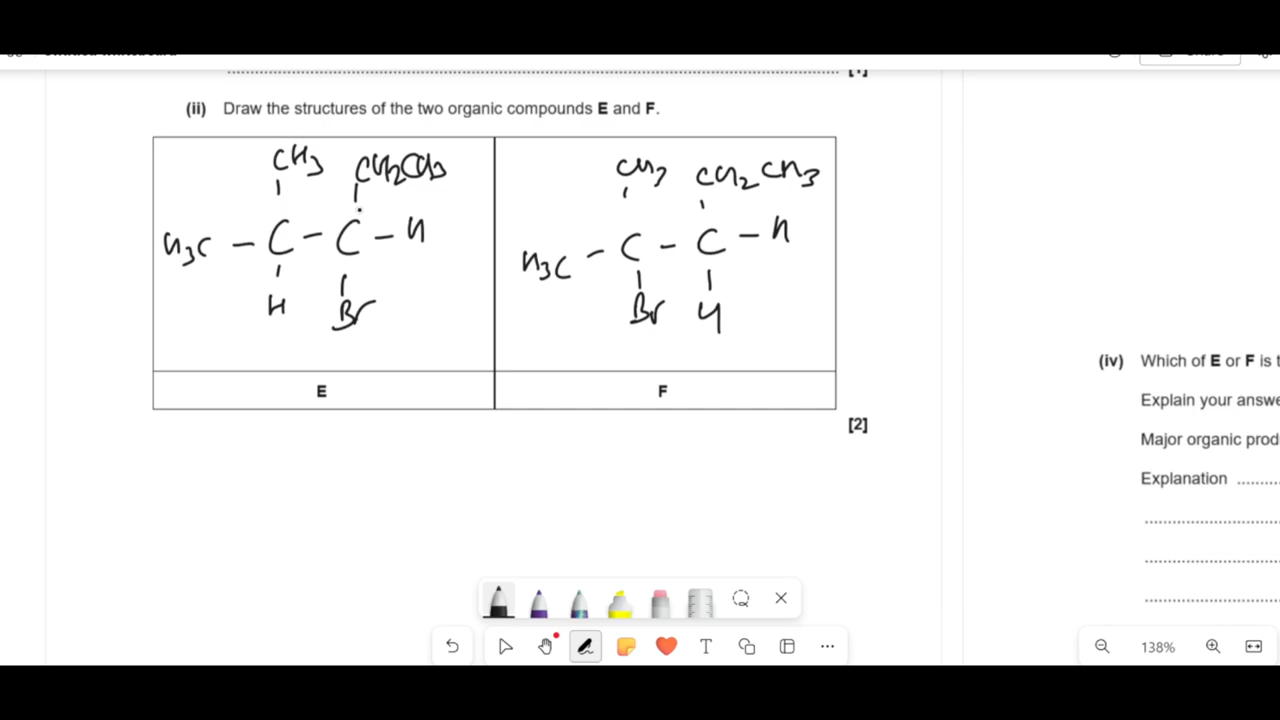 (ii) Draw the structures of the two organic compounds E and F.
CH3 CH2CH3
H3C - C - C - H
H Br
CH3 CH2CH3
H3C - C - C - H
Br H
E
F
[2]
(iv) Which of E or F is t
Explain your answe
Major organic prod
Explanation ..........
138%